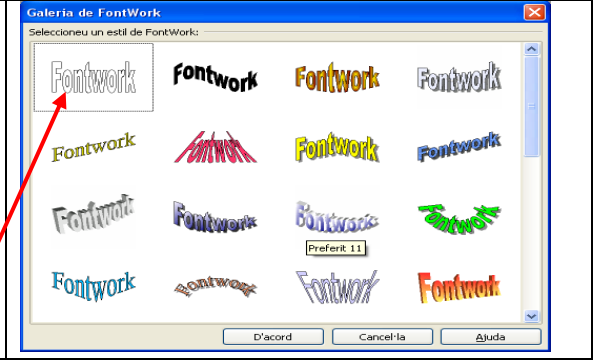 Galeria de FontWork
Seleccioneu un estil de FontWork:
Fontwork Fontwork Fontwork Fontwork
Fontwork Fontwork Fontwork Fontwork
Fontwork Fontwork Fontwork Fontwork
Preferit 11
Fontwork Fontwork Fontwork Fontwork
D'acord Cancel·la Ajuda